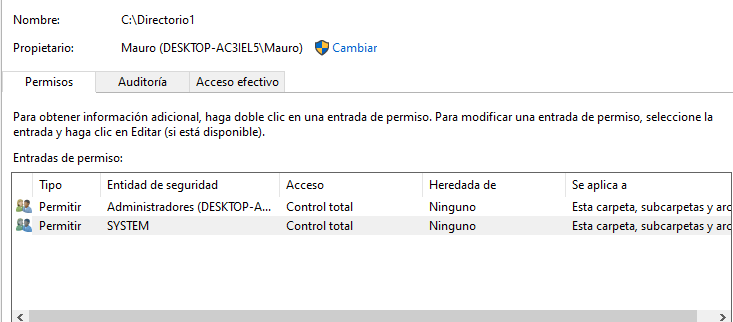 Nombre: C:\Directorio1
Propietario: Mauro (DESKTOP-AC3IEL5\Mauro) Cambiar
Permisos Auditoría Acceso efectivo
Para obtener información adicional, haga doble clic en una entrada de permiso. Para modificar una entrada de permiso, seleccione la
entrada y haga clic en Editar (si está disponible).
Entradas de permiso:
Tipo Entidad de seguridad Acceso Heredada de Se aplica a
Permitir Administradores (DESKTOP-A... Control total Ninguno Esta carpeta, subcarpetas y arc
Permitir SYSTEM Control total Ninguno Esta carpeta, subcarpetas y arc